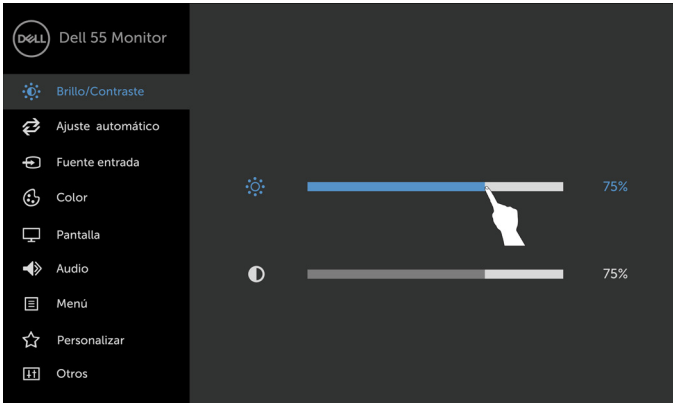 DELL
Dell 55 Monitor
Brillo/Contraste
Ajuste automático
Fuente entrada
Color
Pantalla
Audio
Menú
Personalizar
Otros
75%
75%